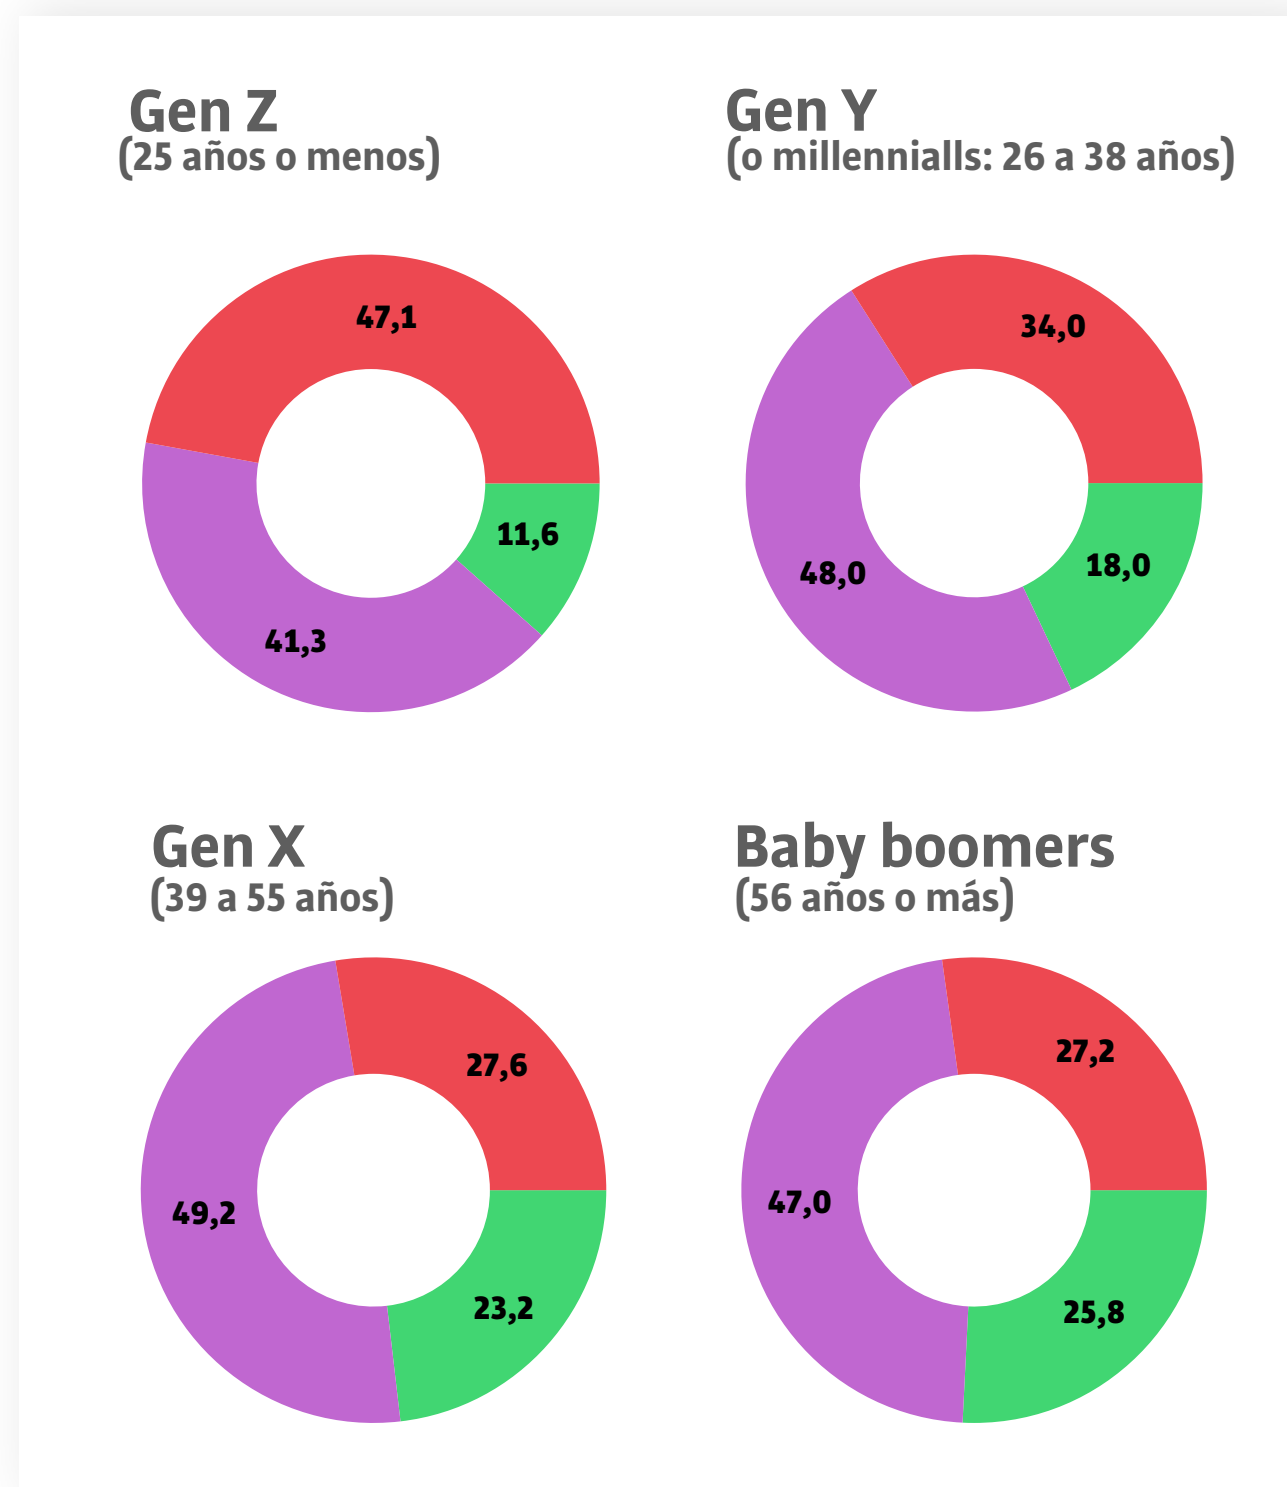 Gen Z
(25 años o menos)
47,1
11,6
41,3
Gen Y
(o millennialls: 26 a 38 años)
34,0
18,0
48,0
Gen X
(39 a 55 años)
27,6
49,2
23,2
Baby boomers
(56 años o más)
27,2
47,0
25,8